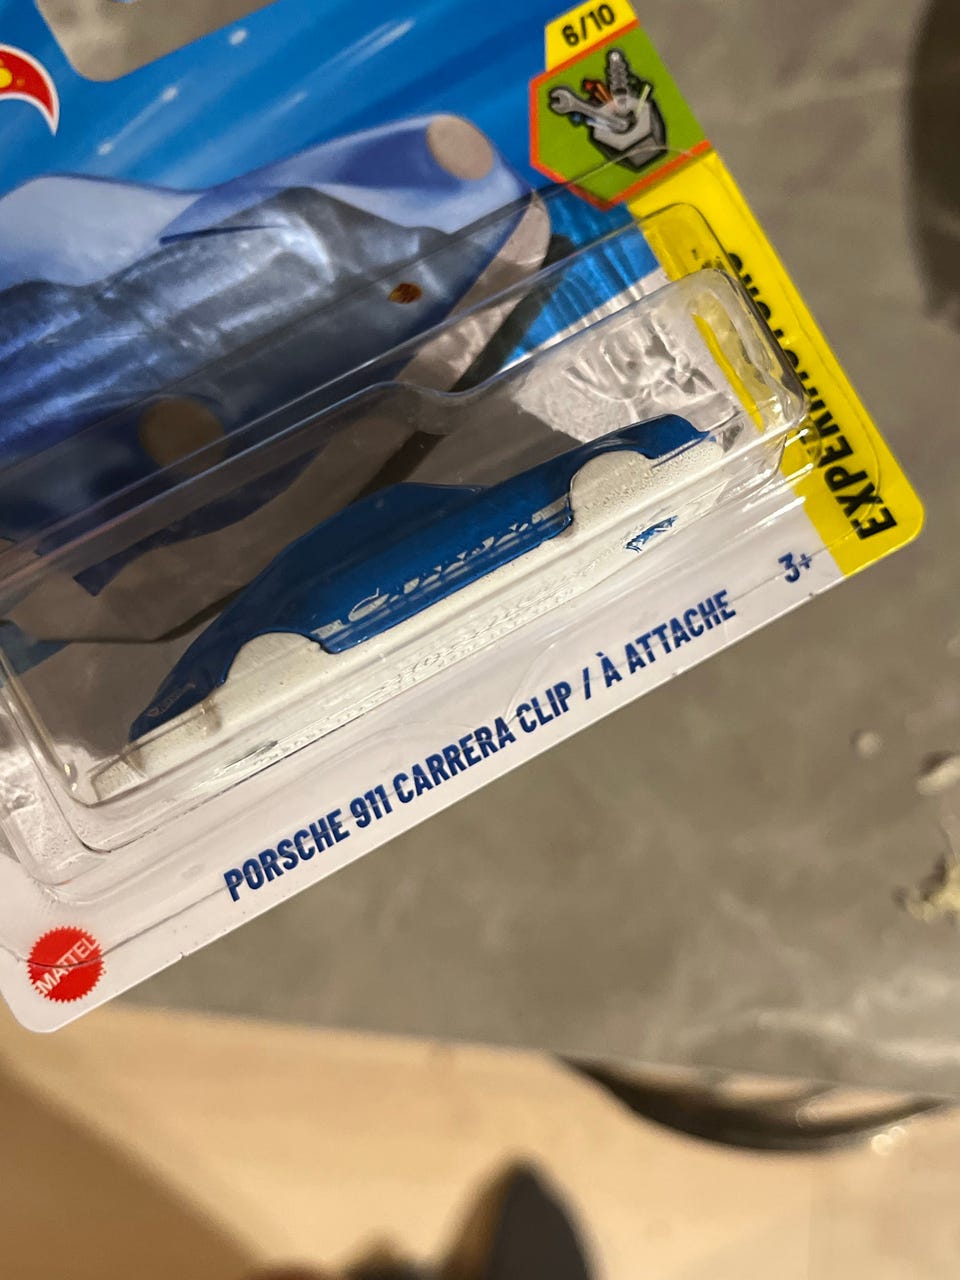 6/10
EXPERIMOTORS
3+
PORSCHE 911 CARRERA CLIP / À ATTACHE
MATTEL